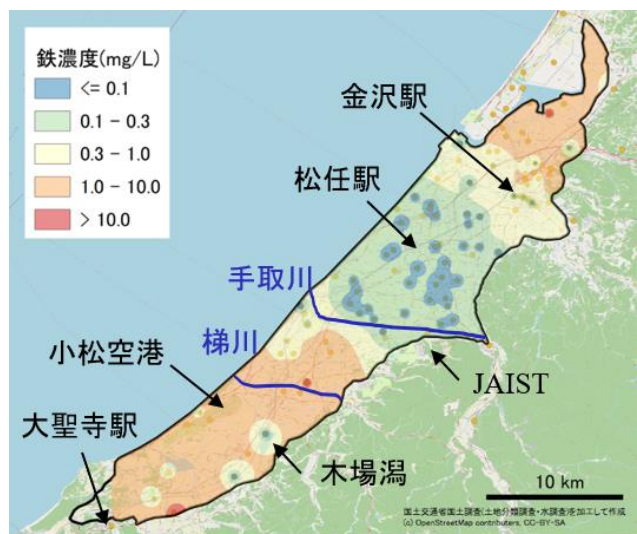 鉄濃度(mg/L)
<= 0.1
0.1 – 0.3
0.3 – 1.0
1.0 – 10.0
> 10.0
金沢駅
松任駅
手取川
梯川
小松空港
大聖寺駅
JAIST
木場潟
10 km
国土交通省国土調査(土地分類調査・水調査)を加工して作成
(c) OpenStreetMap contributors, CC-BY-SA